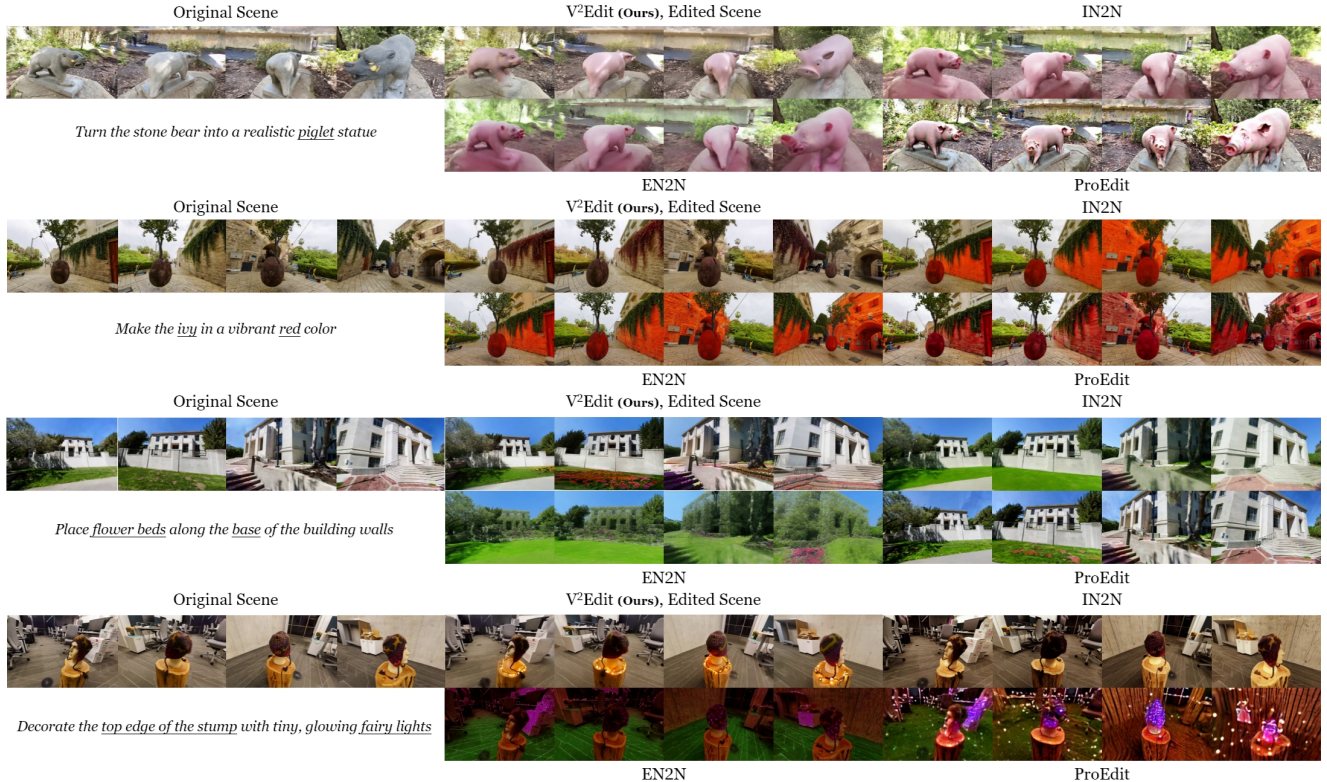 Original Scene
V²Edit (Ours), Edited Scene
IN2N
Turn the stone bear into a realistic piglet statue
EN2N
ProEdit
Original Scene
V²Edit (Ours), Edited Scene
IN2N
Make the ivy in a vibrant red color
EN2N
ProEdit
Original Scene
V²Edit (Ours), Edited Scene
IN2N
Place flower beds along the base of the building walls
EN2N
ProEdit
Original Scene
V²Edit (Ours), Edited Scene
IN2N
Decorate the top edge of the stump with tiny, glowing fairy lights
EN2N
ProEdit